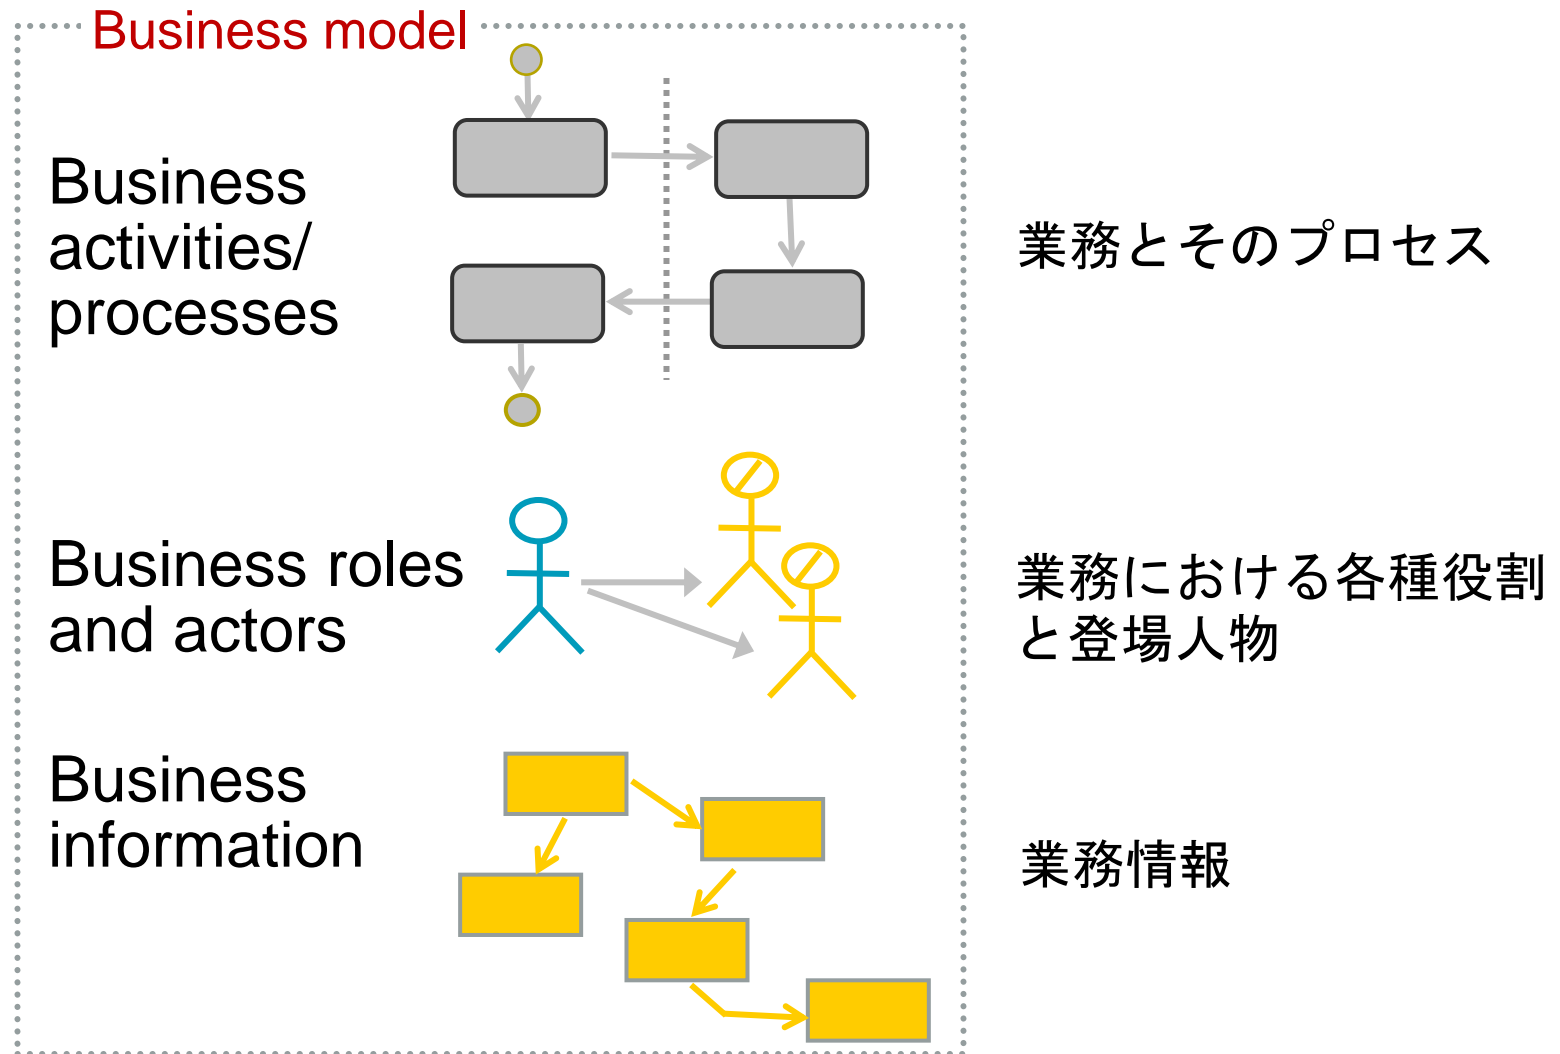 Business model
Business
activities/
processes
業務とそのプロセス
Business roles
and actors
業務における各種役割
と登場人物
Business
information
業務情報